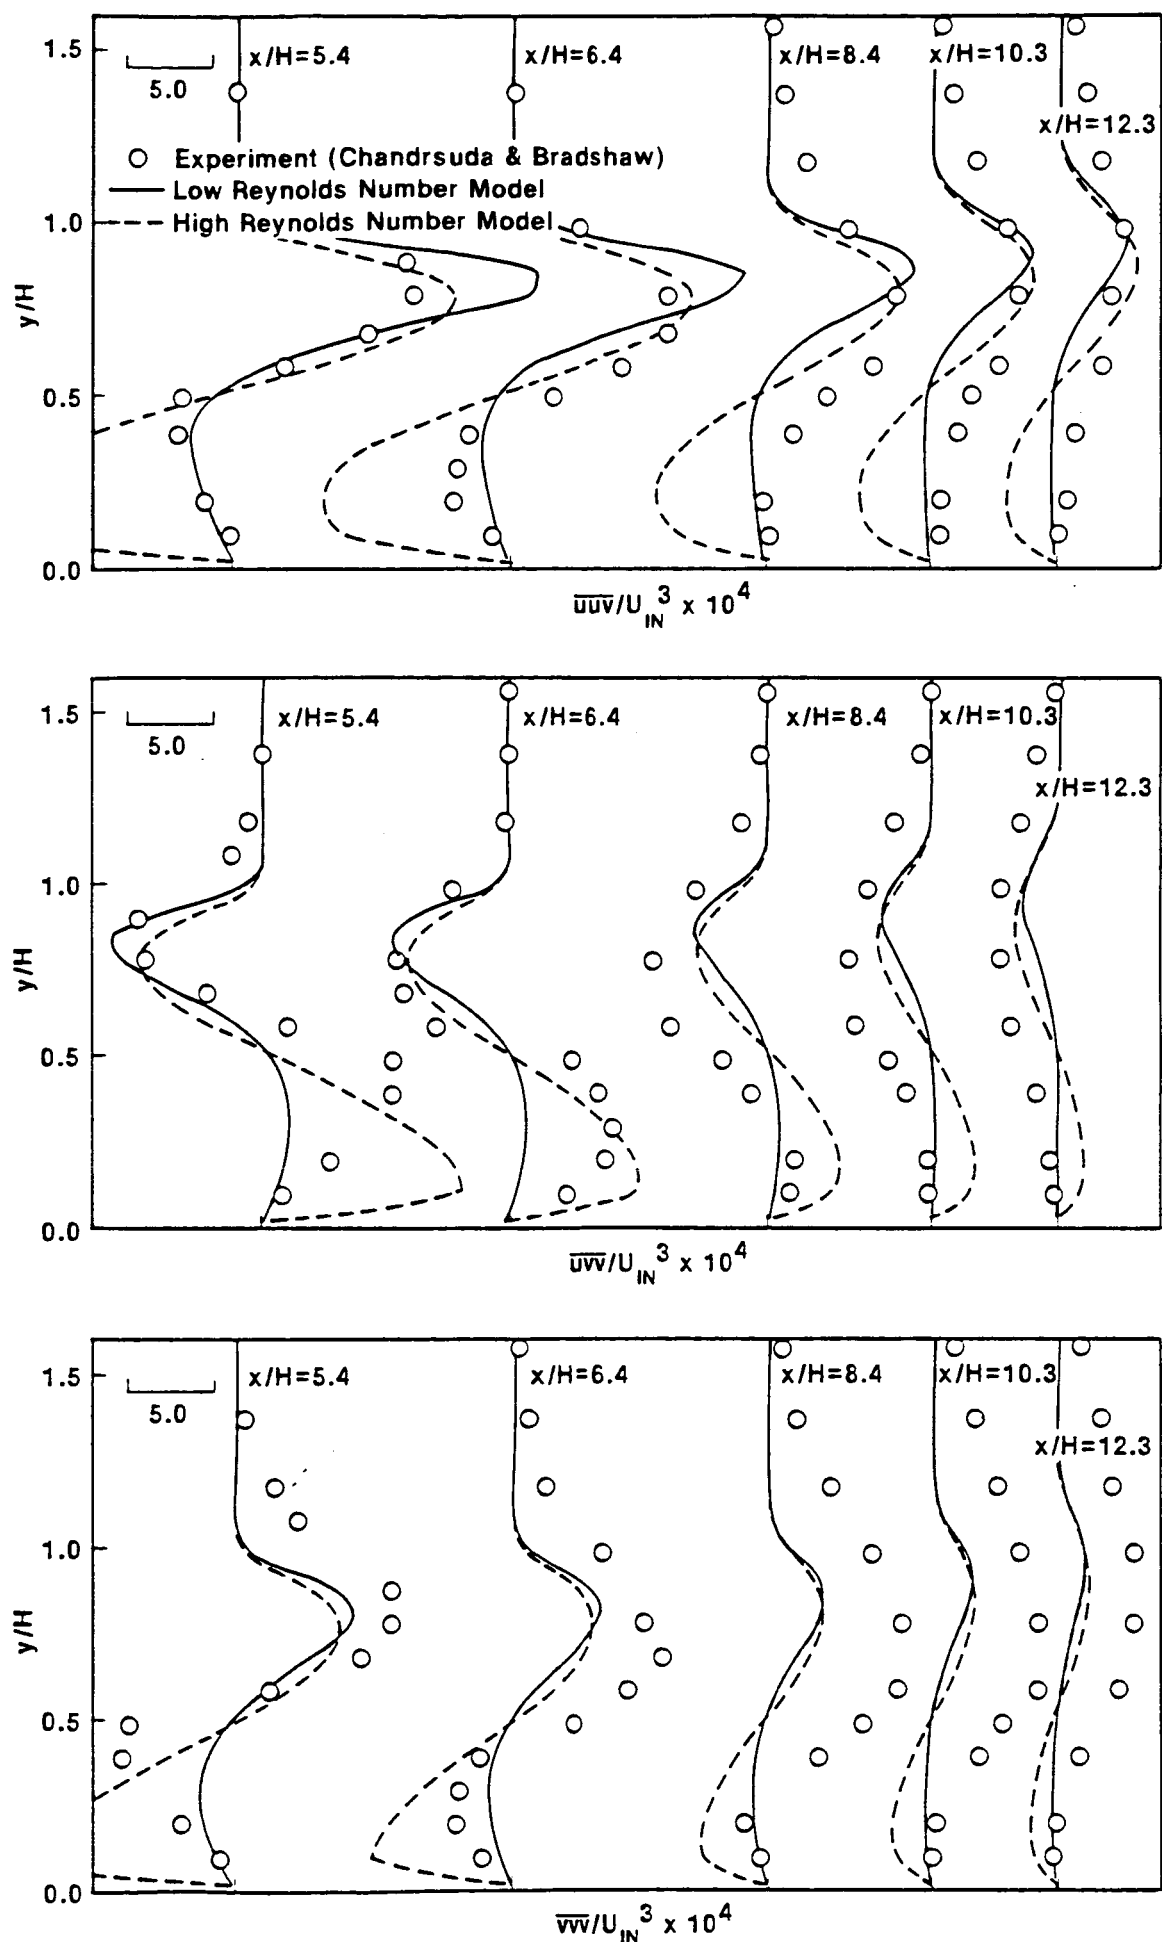 1.5
x/H=5.4
x/H=6.4
x/H=8.4
x/H=10.3
5.0
x/H=12.3
Experiment (Chandrsuda & Bradshaw)
Low Reynolds Number Model
High Reynolds Number Model
1.0
y/H
0.5
0.0
uuv/U_IN^3 x 10^4
1.5
x/H=5.4
x/H=6.4
x/H=8.4
x/H=10.3
5.0
x/H=12.3
1.0
y/H
0.5
0.0
uvv/U_IN^3 x 10^4
1.5
x/H=5.4
x/H=6.4
x/H=8.4
x/H=10.3
5.0
x/H=12.3
1.0
y/H
0.5
0.0
vvv/U_IN^3 x 10^4